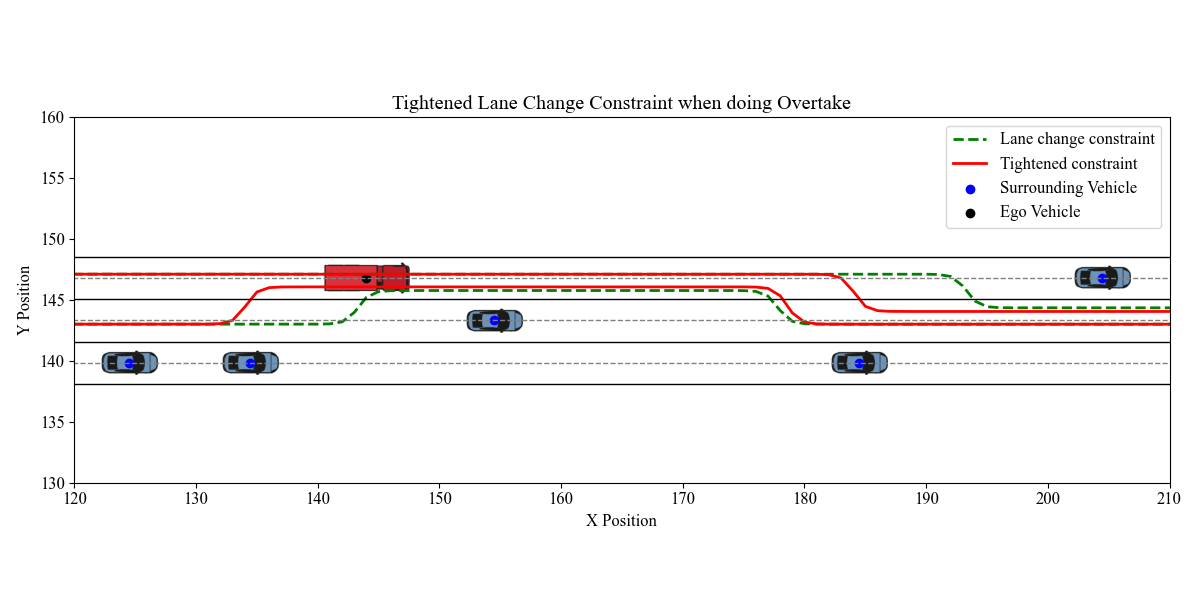 Tightened Lane Change Constraint when doing Overtake
160
155
150
145
140
135
130
Y Position
Lane change constraint
Tightened constraint
Surrounding Vehicle
Ego Vehicle
120 130 140 150 160 170 180 190 200 210
X Position